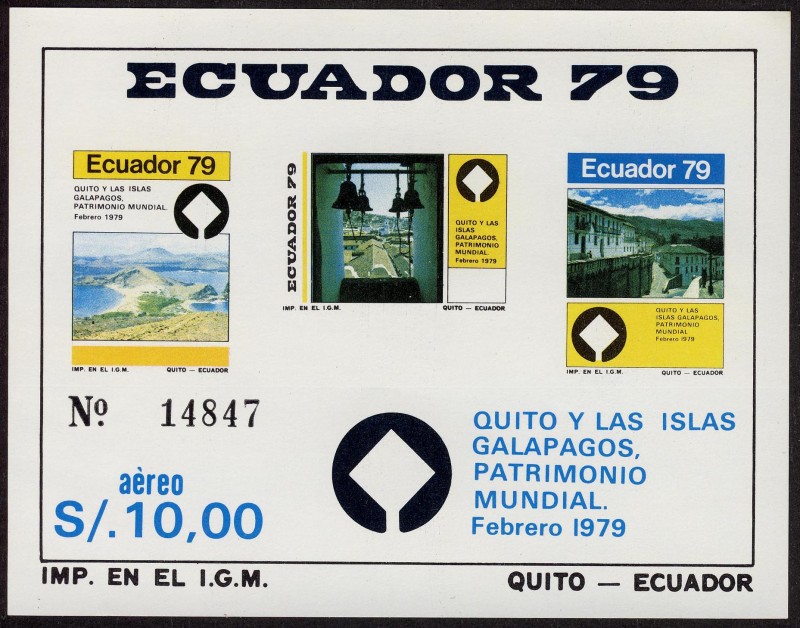 ECUADOR 79
Ecuador 79
QUITO Y LAS ISLAS
GALAPAGOS,
PATRIMONIO MUNDIAL.
Febrero 1979
IMP. EN EL I.G.M.
QUITO — ECUADOR
ECUADOR 79
QUITO Y LAS
ISLAS
GALAPAGOS,
PATRIMONIO
MUNDIAL.
Febrero 1979
IMP. EN EL I.G.M.
QUITO — ECUADOR
Ecuador 79
QUITO Y LAS
ISLAS GALAPAGOS,
PATRIMONIO
MUNDIAL
Febrero 1979
IMP. EN EL I.G.M.
QUITO — ECUADOR
Nº 14847
aèreo
S/.10,00
QUITO Y LAS ISLAS
GALAPAGOS,
PATRIMONIO
MUNDIAL.
Febrero 1979
IMP. EN EL I.G.M.
QUITO — ECUADOR